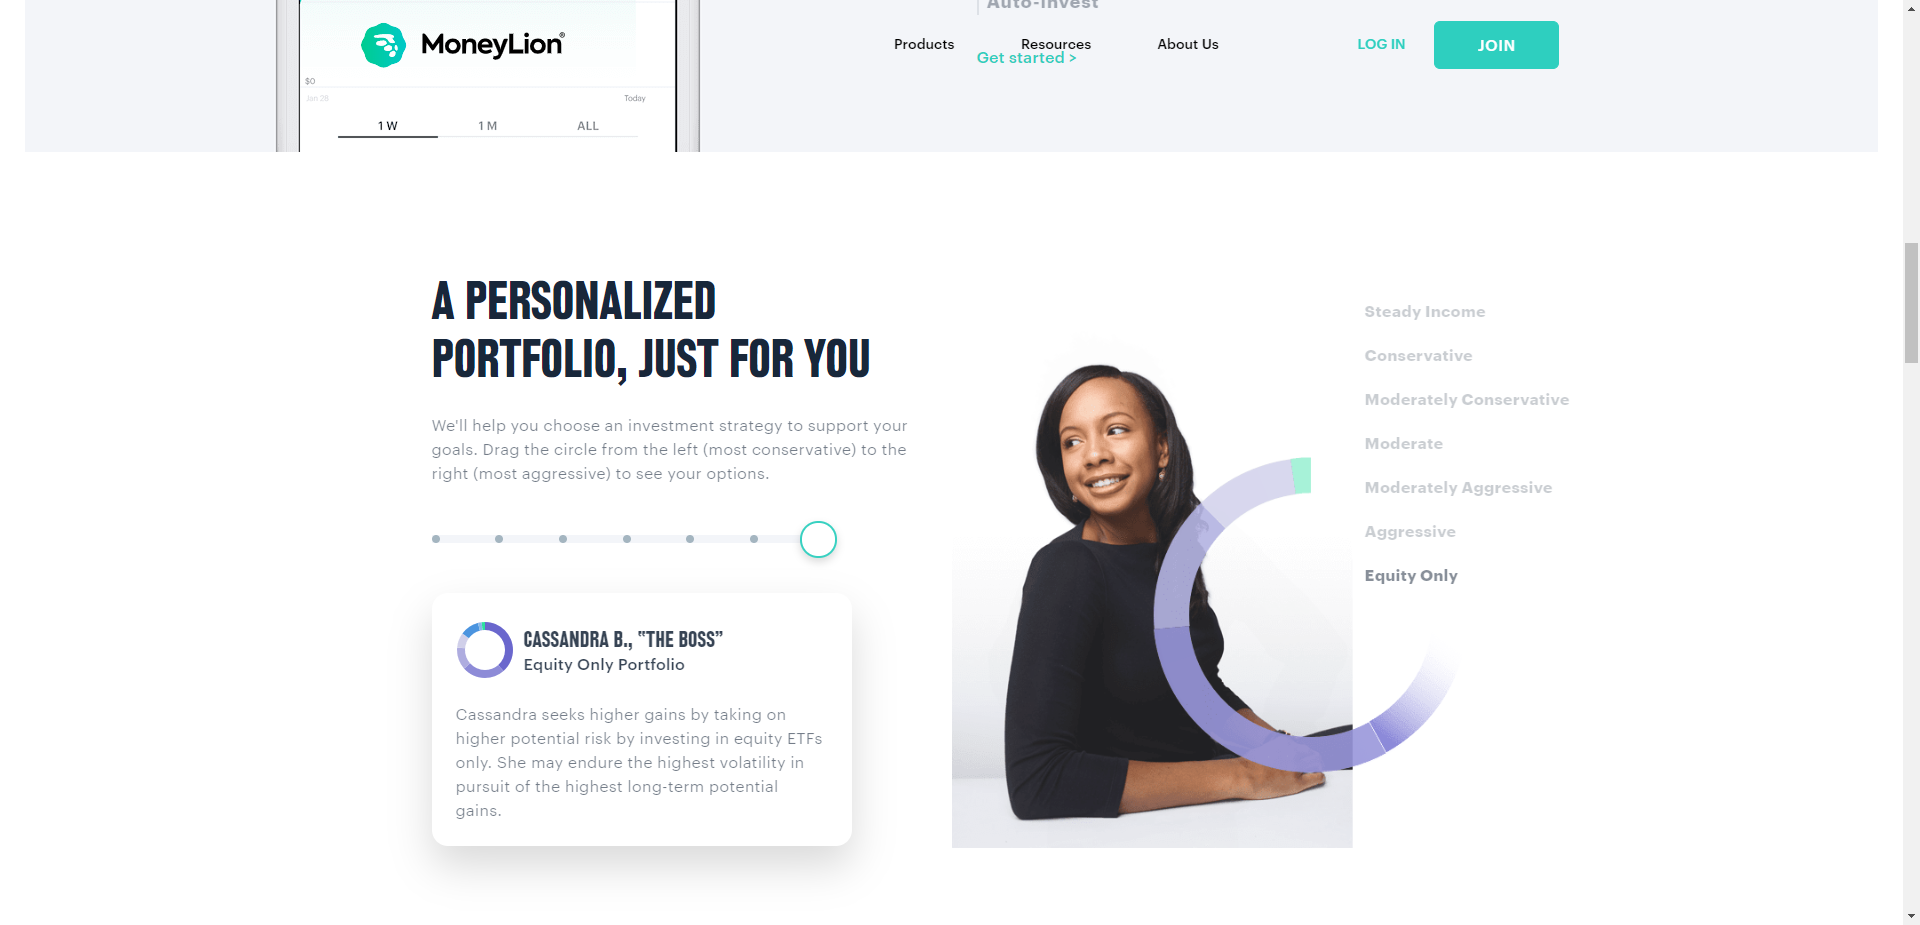 Auto-Invest
MoneyLion®
Products
Resources
About Us
LOG IN
JOIN
Get started >
$0
Jan 28
Today
1 W
1 M
ALL
A PERSONALIZED
PORTFOLIO, JUST FOR YOU
We'll help you choose an investment strategy to support your
goals. Drag the circle from the left (most conservative) to the
right (most aggressive) to see your options.
CASSANDRA B., “THE BOSS”
Equity Only Portfolio
Cassandra seeks higher gains by taking on
higher potential risk by investing in equity ETFs
only. She may endure the highest volatility in
pursuit of the highest long-term potential
gains.
Steady Income
Conservative
Moderately Conservative
Moderate
Moderately Aggressive
Aggressive
Equity Only